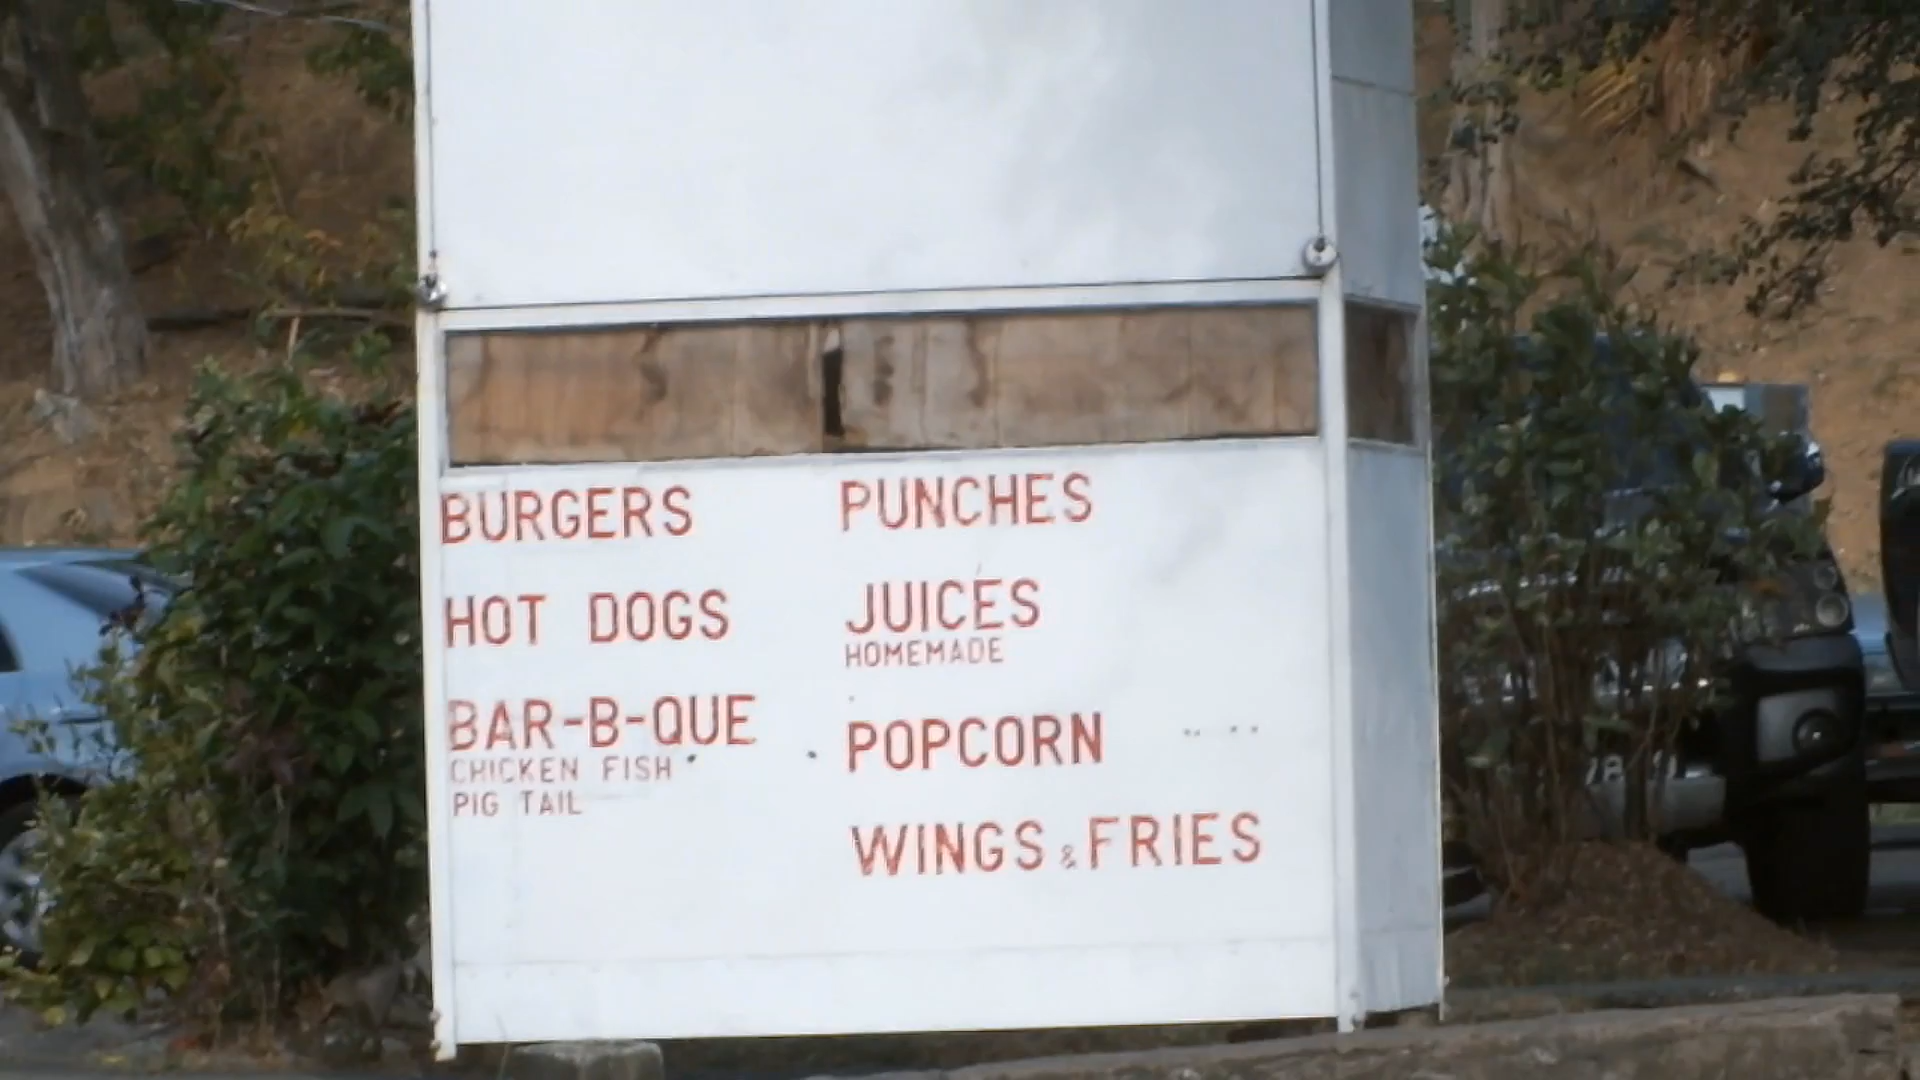 BURGERS
HOT DOGS
BAR-B-QUE
CHICKEN FISH
PIG TAIL
PUNCHES
JUICES
HOMEMADE
POPCORN
WINGS & FRIES